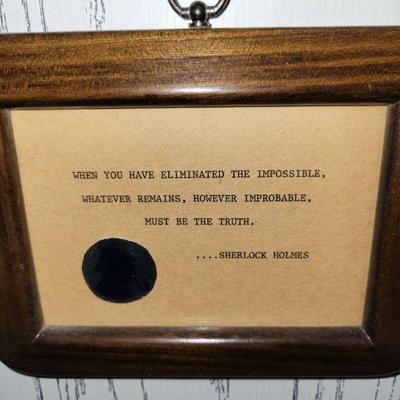 WHEN YOU HAVE ELIMINATED THE IMPOSSIBLE,
WHATEVER REMAINS, HOWEVER IMPROBABLE,
MUST BE THE TRUTH.
....SHERLOCK HOLMES